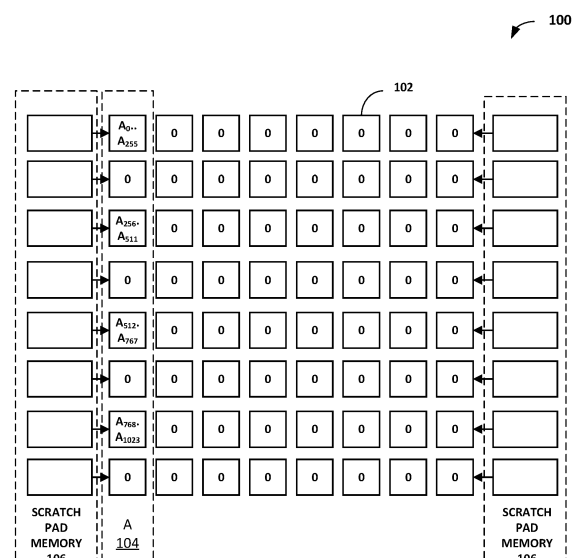 100
102
A0..
A255
0 0 0 0 0 0 0
0 0 0 0 0 0 0 0
A256.
A511
0 0 0 0 0 0 0
0 0 0 0 0 0 0 0
A512.
A767
0 0 0 0 0 0 0
0 0 0 0 0 0 0 0
A768.
A1023
0 0 0 0 0 0 0
0 0 0 0 0 0 0 0
SCRATCH
PAD
MEMORY
106
A
104
SCRATCH
PAD
MEMORY
106